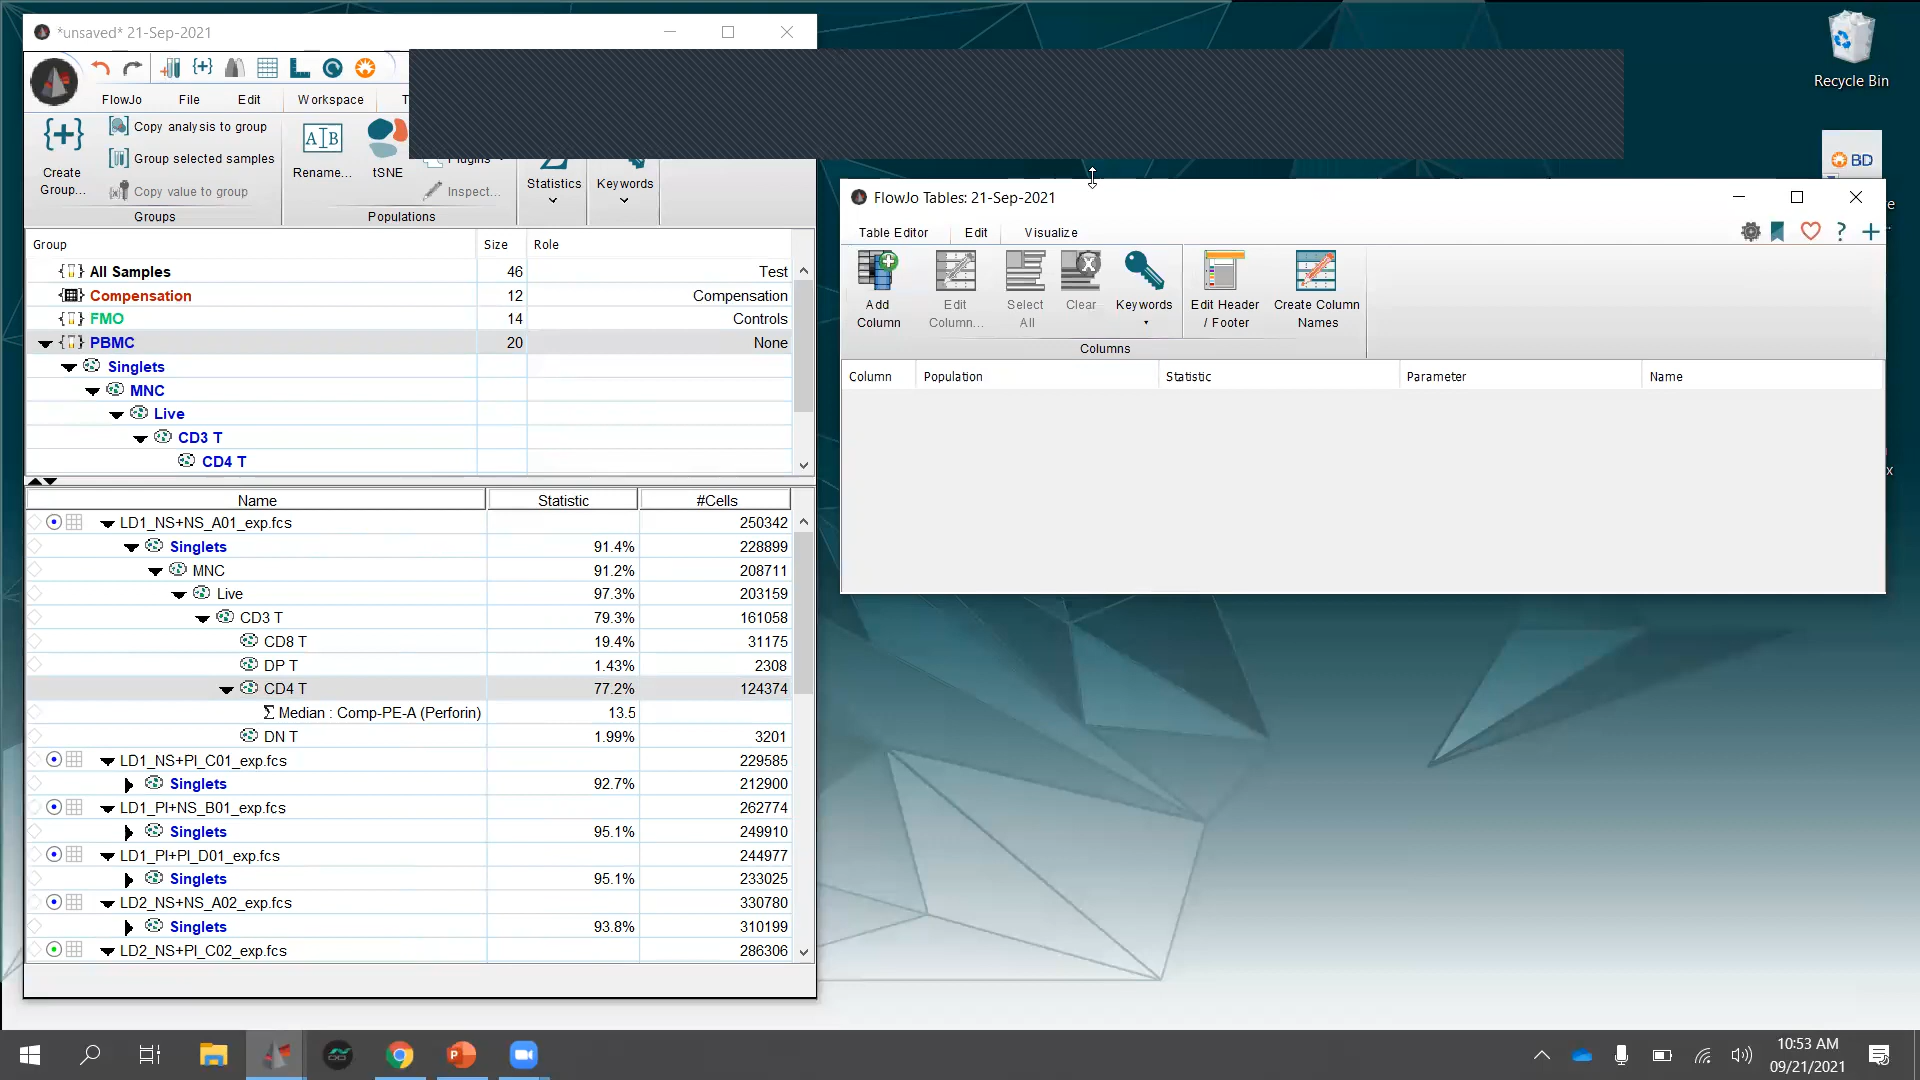 *unsaved* 21-Sep-2021
FlowJo File Edit Workspace
Create Group...
Copy analysis to group
Group selected samples
Copy value to group
Groups
Rename...
tSNE
Plugins
Inspect...
Populations
Statistics
Keywords
Group Size Role
All Samples 46 Test
Compensation 12 Compensation
FMO 14 Controls
PBMC 20 None
Singlets
MNC
Live
CD3 T
CD4 T
Name Statistic #Cells
LD1_NS+NS_A01_exp.fcs 250342
Singlets 91.4% 228899
MNC 91.2% 208711
Live 97.3% 203159
CD3 T 79.3% 161058
CD8 T 19.4% 31175
DP T 1.43% 2308
CD4 T 77.2% 124374
Σ Median : Comp-PE-A (Perforin) 13.5
DN T 1.99% 3201
LD1_NS+PI_C01_exp.fcs 229585
Singlets 92.7% 212900
LD1_PI+NS_B01_exp.fcs 262774
Singlets 95.1% 249910
LD1_PI+PI_D01_exp.fcs 244977
Singlets 95.1% 233025
LD2_NS+NS_A02_exp.fcs 330780
Singlets 93.8% 310199
LD2_NS+PI_C02_exp.fcs 286306
FlowJo Tables: 21-Sep-2021
Table Editor Edit Visualize
Add Column
Edit Column...
Select All
Clear
Keywords
Edit Header / Footer
Create Column Names
Columns
Column Population Statistic Parameter Name
Recycle Bin
BD
10:53 AM
09/21/2021